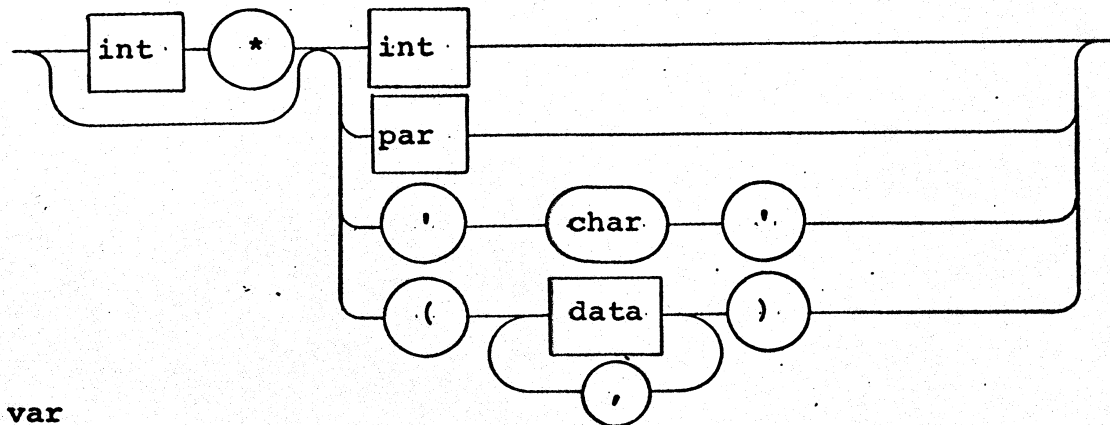 int * int
par
' char '
( data )
,
var